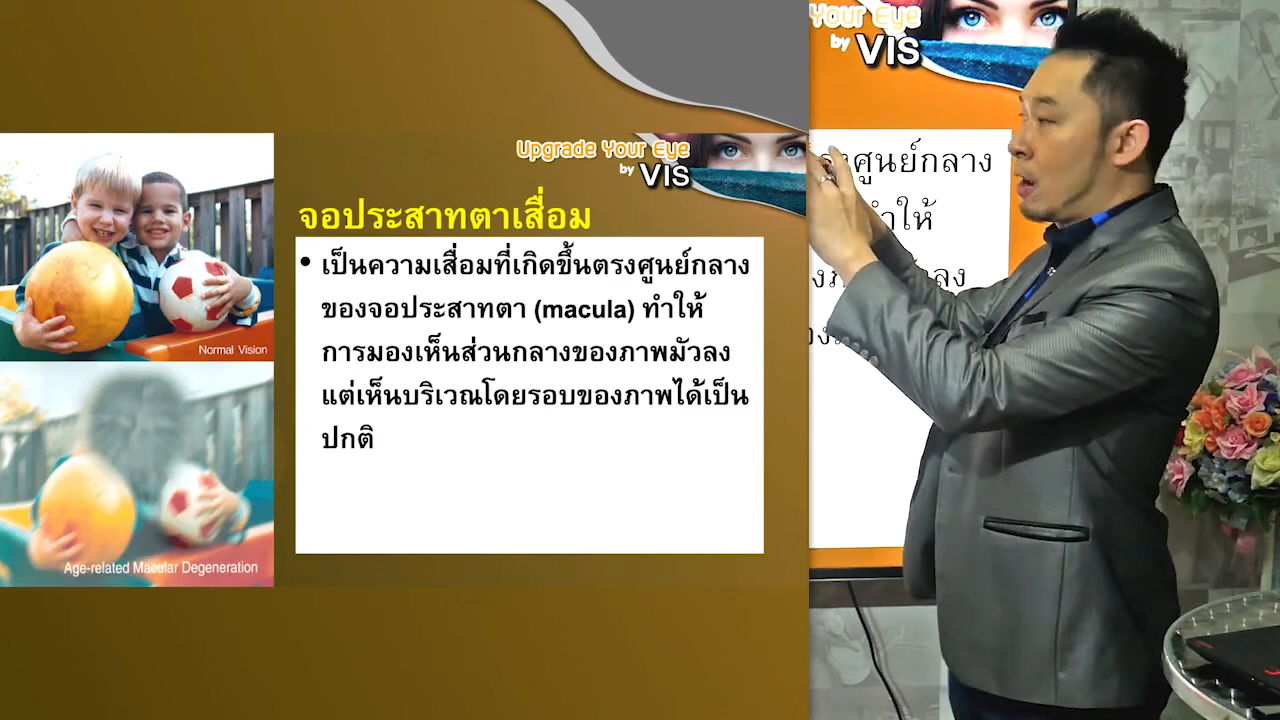 Upgrade Your Eye
by VIS
จอประสาทตาเสื่อม
• เป็นความเสื่อมที่เกิดขึ้นตรงศูนย์กลาง
ของจอประสาทตา (macula) ทำให้
การมองเห็นส่วนกลางของภาพมัวลง
แต่เห็นบริเวณโดยรอบของภาพได้เป็น
ปกติ
Normal Vision
Age-related Macular Degeneration
Your Eye
by VIS
ศูนย์กลาง
ทำให้
ลง